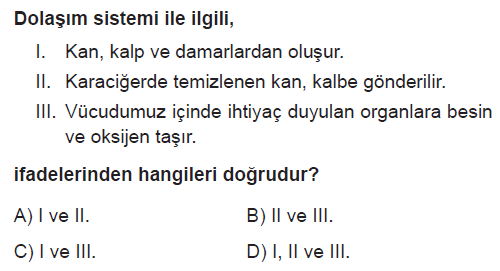 Dolaşım sistemi ile ilgili,
I. Kan, kalp ve damarlardan oluşur.
II. Karaciğerde temizlenen kan, kalbe gönderilir.
III. Vücudumuz içinde ihtiyaç duyulan organlara besin
ve oksijen taşır.
ifadelerinden hangileri doğrudur?
A) I ve II. B) II ve III.
C) I ve III. D) I, II ve III.